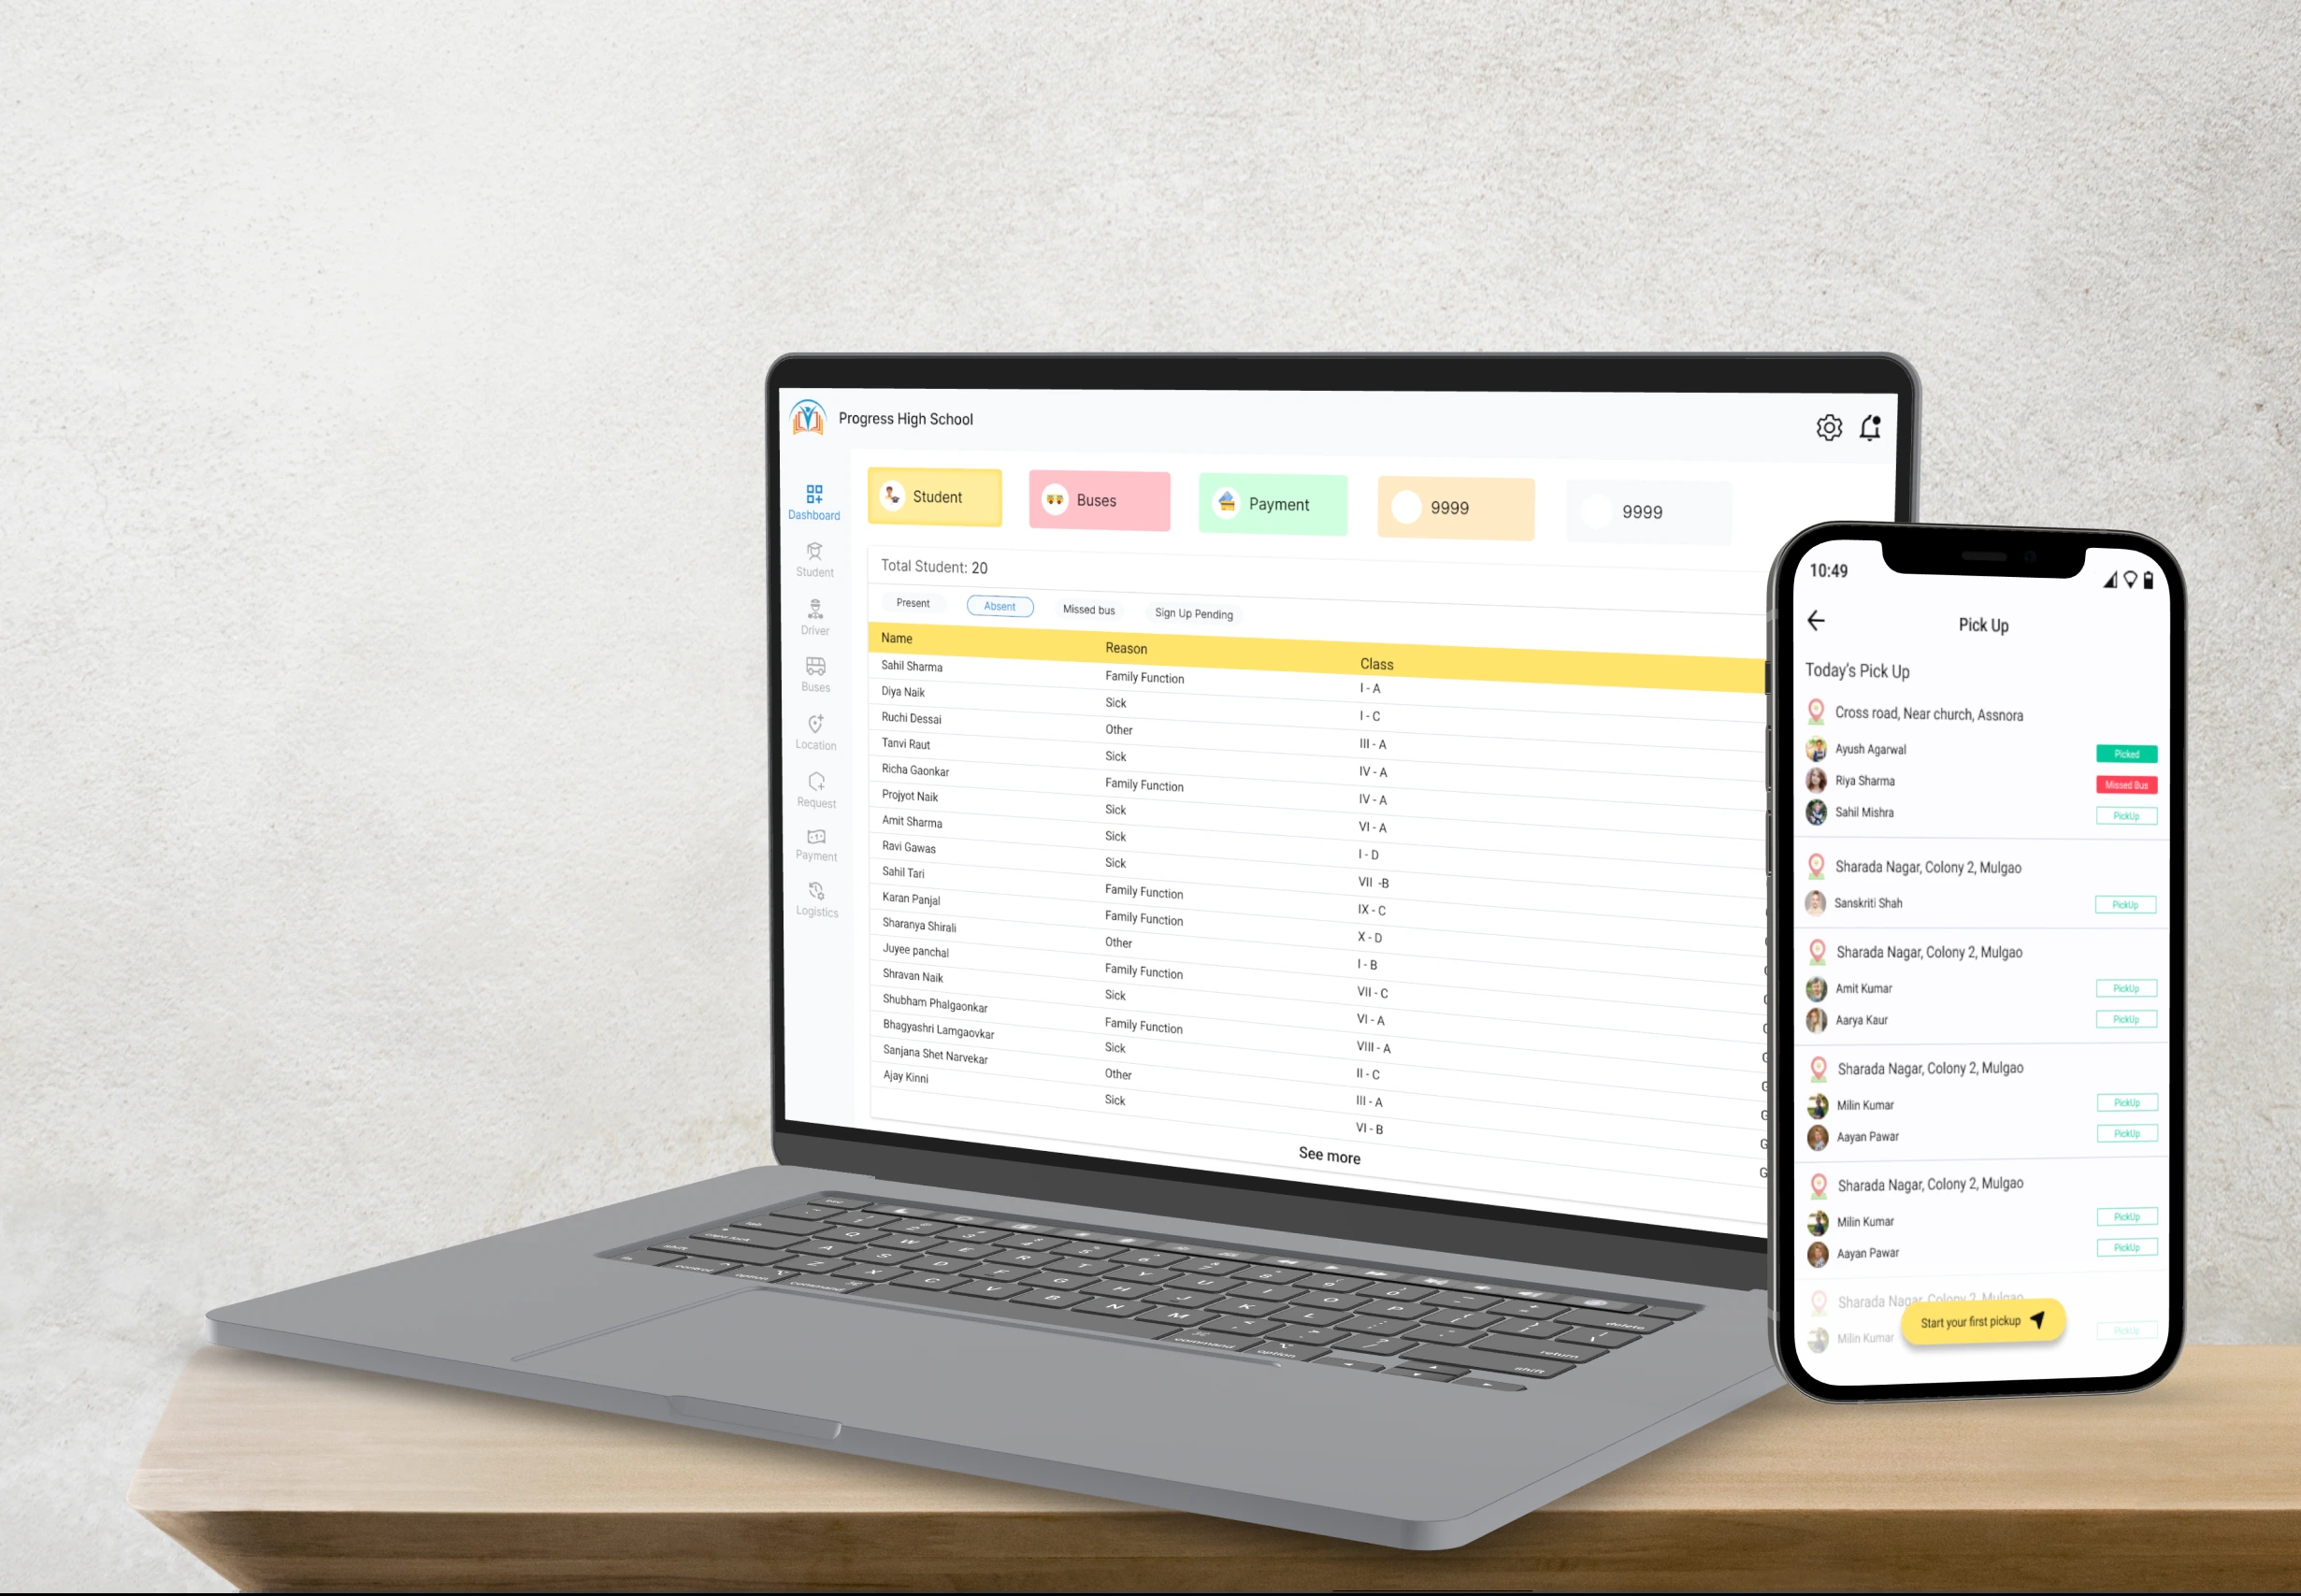 Progress High School
Student
Buses
Payment
9999
9999
Dashboard
Student
Driver
Buses
Location
Request
Payment
Logistics
Total Student: 20
Present Absent Missed bus Sign Up Pending
Name Reason Class
Sahil Sharma Family Function I - A
Diya Naik Sick I - C
Ruchi Dessai Other III - A
Tanvi Raut Sick IV - A
Richa Gaonkar Family Function IV - A
Projyot Naik Sick VI - A
Amit Sharma Sick I - D
Ravi Gawas Sick VII -B
Sahil Tari Family Function IX - C
Karan Panjal Family Function X - D
Sharanya Shirali Other I - B
Juyee panchal Family Function VII - C
Shravan Naik Sick VI - A
Shubham Phalgaonkar Family Function VIII - A
Bhagyashri Lamgaovkar Sick II - C
Sanjana Shet Narvekar Other III - A
Ajay Kinni Sick VI - B
See more
10:49
Pick Up
Today's Pick Up
Cross road, Near church, Assnora
Ayush Agarwal Picked
Riya Sharma Missed Bus
Sahil Mishra PickUp
Sharada Nagar, Colony 2, Mulgao
Sanskriti Shah PickUp
Sharada Nagar, Colony 2, Mulgao
Amit Kumar PickUp
Aarya Kaur PickUp
Sharada Nagar, Colony 2, Mulgao
Milin Kumar PickUp
Aayan Pawar PickUp
Sharada Nagar, Colony 2, Mulgao
Milin Kumar PickUp
Aayan Pawar PickUp
Sharada Nagar, Colony 2, Mulgao
Milin Kumar PickUp
Start your first pickup